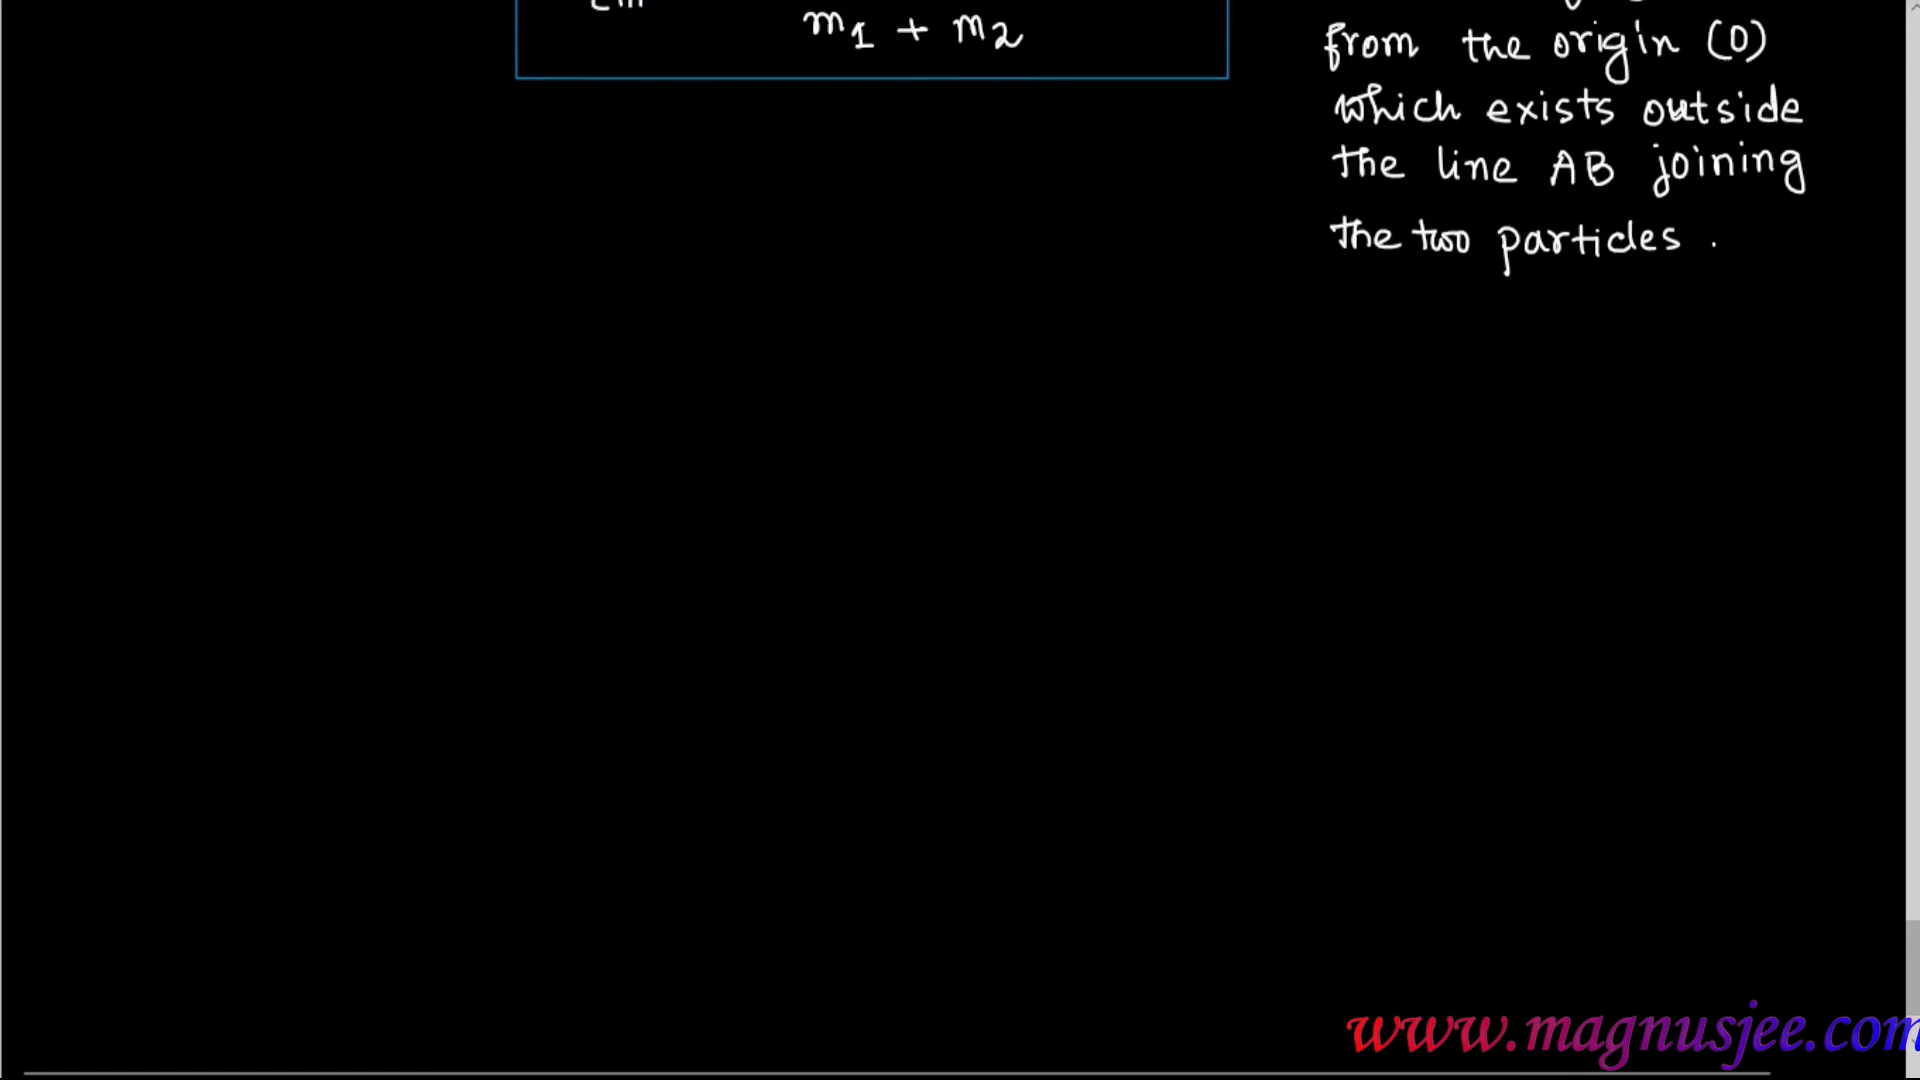 m1 + m2
from the origin (O)
which exists outside
the line AB joining
the two particles .
www.magnusjee.com